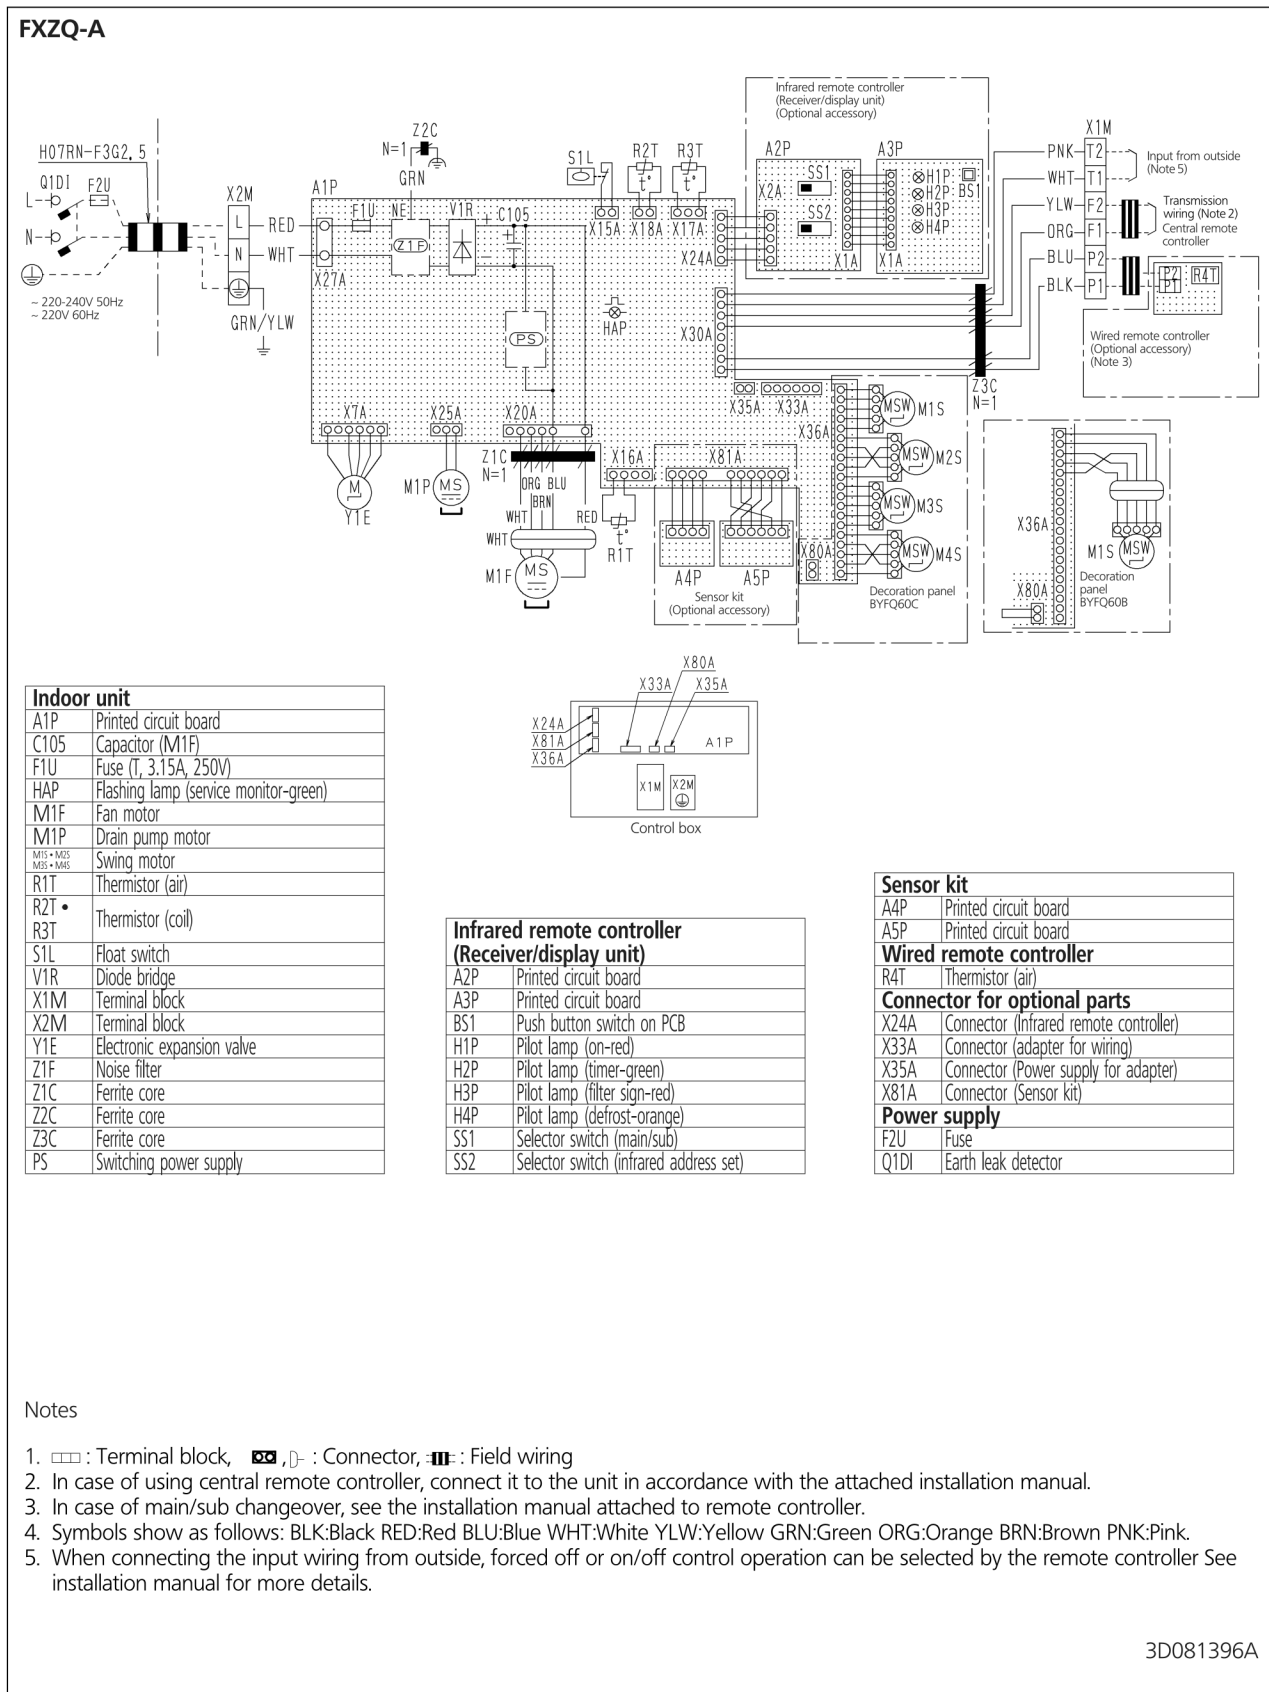 FXZQ-A
Infrared remote controller
(Receiver/display unit)
(Optional accessory)
H07RN-F3G2,5
Q1DI
F2U
L
N
~ 220-240V 50Hz
~ 220V 60Hz
X2M
L
N
RED
WHT
GRN/YLW
A1P
X27A
F1U
NE
Z1F
N=1
Z2C
GRN
V1R
C105
+
-
+
PS
HAP
S1L
R2T
t°
R3T
t°
X15A
X18A
X17A
X24A
X30A
A2P
X2A
SS1
SS2
X1A
A3P
X1A
H1P
H2P
H3P
H4P
BS1
X1M
PNK
T2
WHT
T1
YLW
F2
ORG
F1
BLU
P2
BLK
P1
Input from outside
(Note 5)
Transmission
wiring (Note 2)
Central remote
controller
P2
P1
R4T
Wired remote controller
(Optional accessory)
(Note 3)
Z3C
N=1
X7A
M
Y1E
X25A
M1P
MS
X20A
Z1C
N=1
ORG BLU
BRN
WHT
RED
WHT
M1F
MS
X16A
t°
R1T
X81A
A4P
A5P
Sensor kit
(Optional accessory)
X35A
X33A
X36A
X80A
MSW
M1S
MSW
M2S
MSW
M3S
MSW
M4S
Decoration panel
BYFQ60C
X36A
X80A
M1S
MSW
Decoration
panel
BYFQ60B
X80A
X33A
X35A
X24A
X81A
X36A
A1P
X1M
X2M
Control box
Indoor unit
A1P Printed circuit board
C105 Capacitor (M1F)
F1U Fuse (T, 3.15A, 250V)
HAP Flashing lamp (service monitor-green)
M1F Fan motor
M1P Drain pump motor
M1S • M2S
M3S • M4S Swing motor
R1T Thermistor (air)
R2T •
R3T Thermistor (coil)
S1L Float switch
V1R Diode bridge
X1M Terminal block
X2M Terminal block
Y1E Electronic expansion valve
Z1F Noise filter
Z1C Ferrite core
Z2C Ferrite core
Z3C Ferrite core
PS Switching power supply
Infrared remote controller
(Receiver/display unit)
A2P Printed circuit board
A3P Printed circuit board
BS1 Push button switch on PCB
H1P Pilot lamp (on-red)
H2P Pilot lamp (timer-green)
H3P Pilot lamp (filter sign-red)
H4P Pilot lamp (defrost-orange)
SS1 Selector switch (main/sub)
SS2 Selector switch (infrared address set)
Sensor kit
A4P Printed circuit board
A5P Printed circuit board
Wired remote controller
R4T Thermistor (air)
Connector for optional parts
X24A Connector (Infrared remote controller)
X33A Connector (adapter for wiring)
X35A Connector (Power supply for adapter)
X81A Connector (Sensor kit)
Power supply
F2U Fuse
Q1DI Earth leak detector
Notes
1. : Terminal block, , : Connector, : Field wiring
2. In case of using central remote controller, connect it to the unit in accordance with the attached installation manual.
3. In case of main/sub changeover, see the installation manual attached to remote controller.
4. Symbols show as follows: BLK:Black RED:Red BLU:Blue WHT:White YLW:Yellow GRN:Green ORG:Orange BRN:Brown PNK:Pink.
5. When connecting the input wiring from outside, forced off or on/off control operation can be selected by the remote controller See
installation manual for more details.
3D081396A